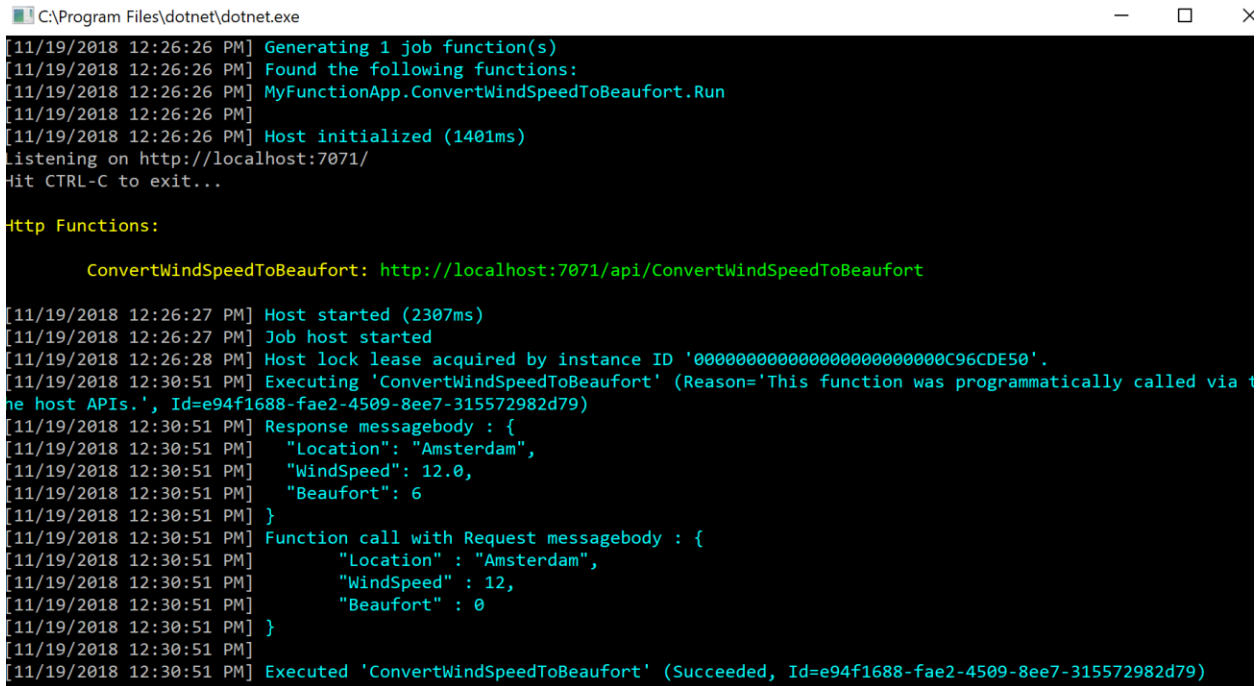 C:\Program Files\dotnet\dotnet.exe
[11/19/2018 12:26:26 PM] Generating 1 job function(s)
[11/19/2018 12:26:26 PM] Found the following functions:
[11/19/2018 12:26:26 PM] MyFunctionApp.ConvertWindSpeedToBeaufort.Run
[11/19/2018 12:26:26 PM]
[11/19/2018 12:26:26 PM] Host initialized (1401ms)
Listening on http://localhost:7071/
Hit CTRL-C to exit...
Http Functions:
ConvertWindSpeedToBeaufort: http://localhost:7071/api/ConvertWindSpeedToBeaufort
[11/19/2018 12:26:27 PM] Host started (2307ms)
[11/19/2018 12:26:27 PM] Job host started
[11/19/2018 12:26:28 PM] Host lock lease acquired by instance ID '000000000000000000000000C96CDE50'.
[11/19/2018 12:30:51 PM] Executing 'ConvertWindSpeedToBeaufort' (Reason='This function was programmatically called via t
he host APIs.', Id=e94f1688-fae2-4509-8ee7-315572982d79)
[11/19/2018 12:30:51 PM] Response messagebody : {
[11/19/2018 12:30:51 PM]   "Location": "Amsterdam",
[11/19/2018 12:30:51 PM]   "WindSpeed": 12.0,
[11/19/2018 12:30:51 PM]   "Beaufort": 6
[11/19/2018 12:30:51 PM] }
[11/19/2018 12:30:51 PM] Function call with Request messagebody : {
[11/19/2018 12:30:51 PM]         "Location" : "Amsterdam",
[11/19/2018 12:30:51 PM]         "WindSpeed" : 12,
[11/19/2018 12:30:51 PM]         "Beaufort" : 0
[11/19/2018 12:30:51 PM] }
[11/19/2018 12:30:51 PM]
[11/19/2018 12:30:51 PM] Executed 'ConvertWindSpeedToBeaufort' (Succeeded, Id=e94f1688-fae2-4509-8ee7-315572982d79)